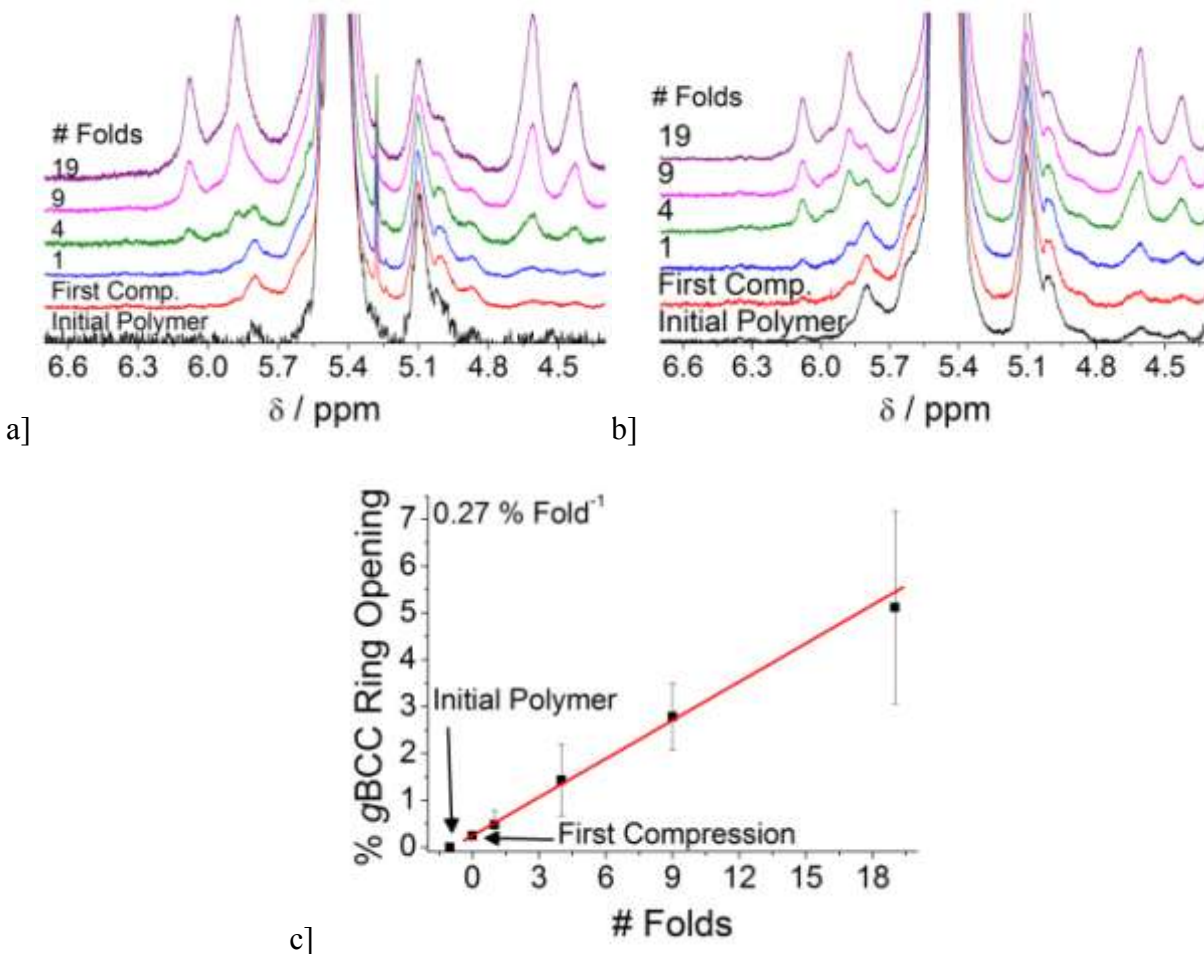 # Folds
19
9
4
1
First Comp.
Initial Polymer
6.6 6.3 6.0 5.7 5.4 5.1 4.8 4.5
δ / ppm
a]
# Folds
19
9
4
1
First Comp.
Initial Polymer
6.6 6.3 6.0 5.7 5.4 5.1 4.8 4.5
δ / ppm
b]
% gBCC Ring Opening
7
6
5
4
3
2
1
0
0.27 % Fold⁻¹
Initial Polymer
First Compression
0 3 6 9 12 15 18
# Folds
c]